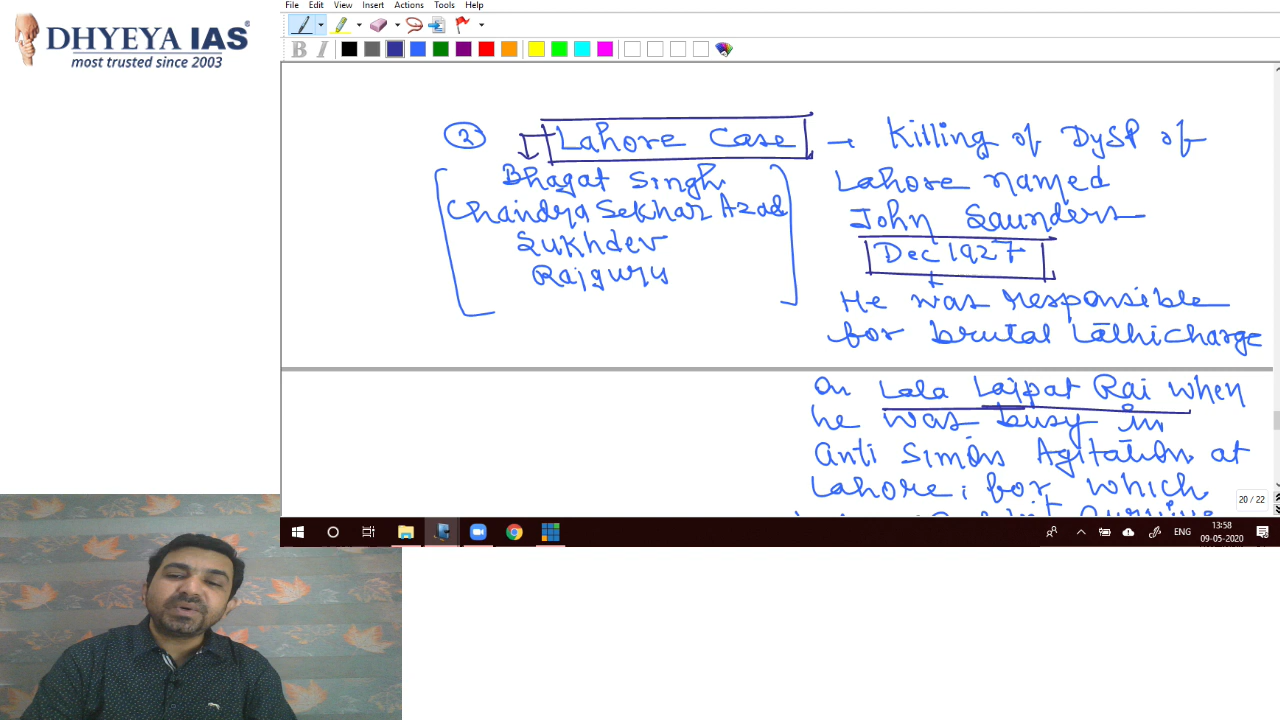 DHYEYA IAS®
most trusted since 2003
File Edit View Insert Actions Tools Help
B I
② Lahore Case → Killing of DySP of
Bhagat Singh
Chandra Sekhar Azad
Sukhdev
Rajguru
Lahore named
John Saunders
Dec 1927
He was responsible
for brutal Lathicharge
on Lala Lajpat Rai when
he was busy in
Anti Simon Agitation at
Lahore, for which
20 / 22
ENG
13:58
09-05-2020